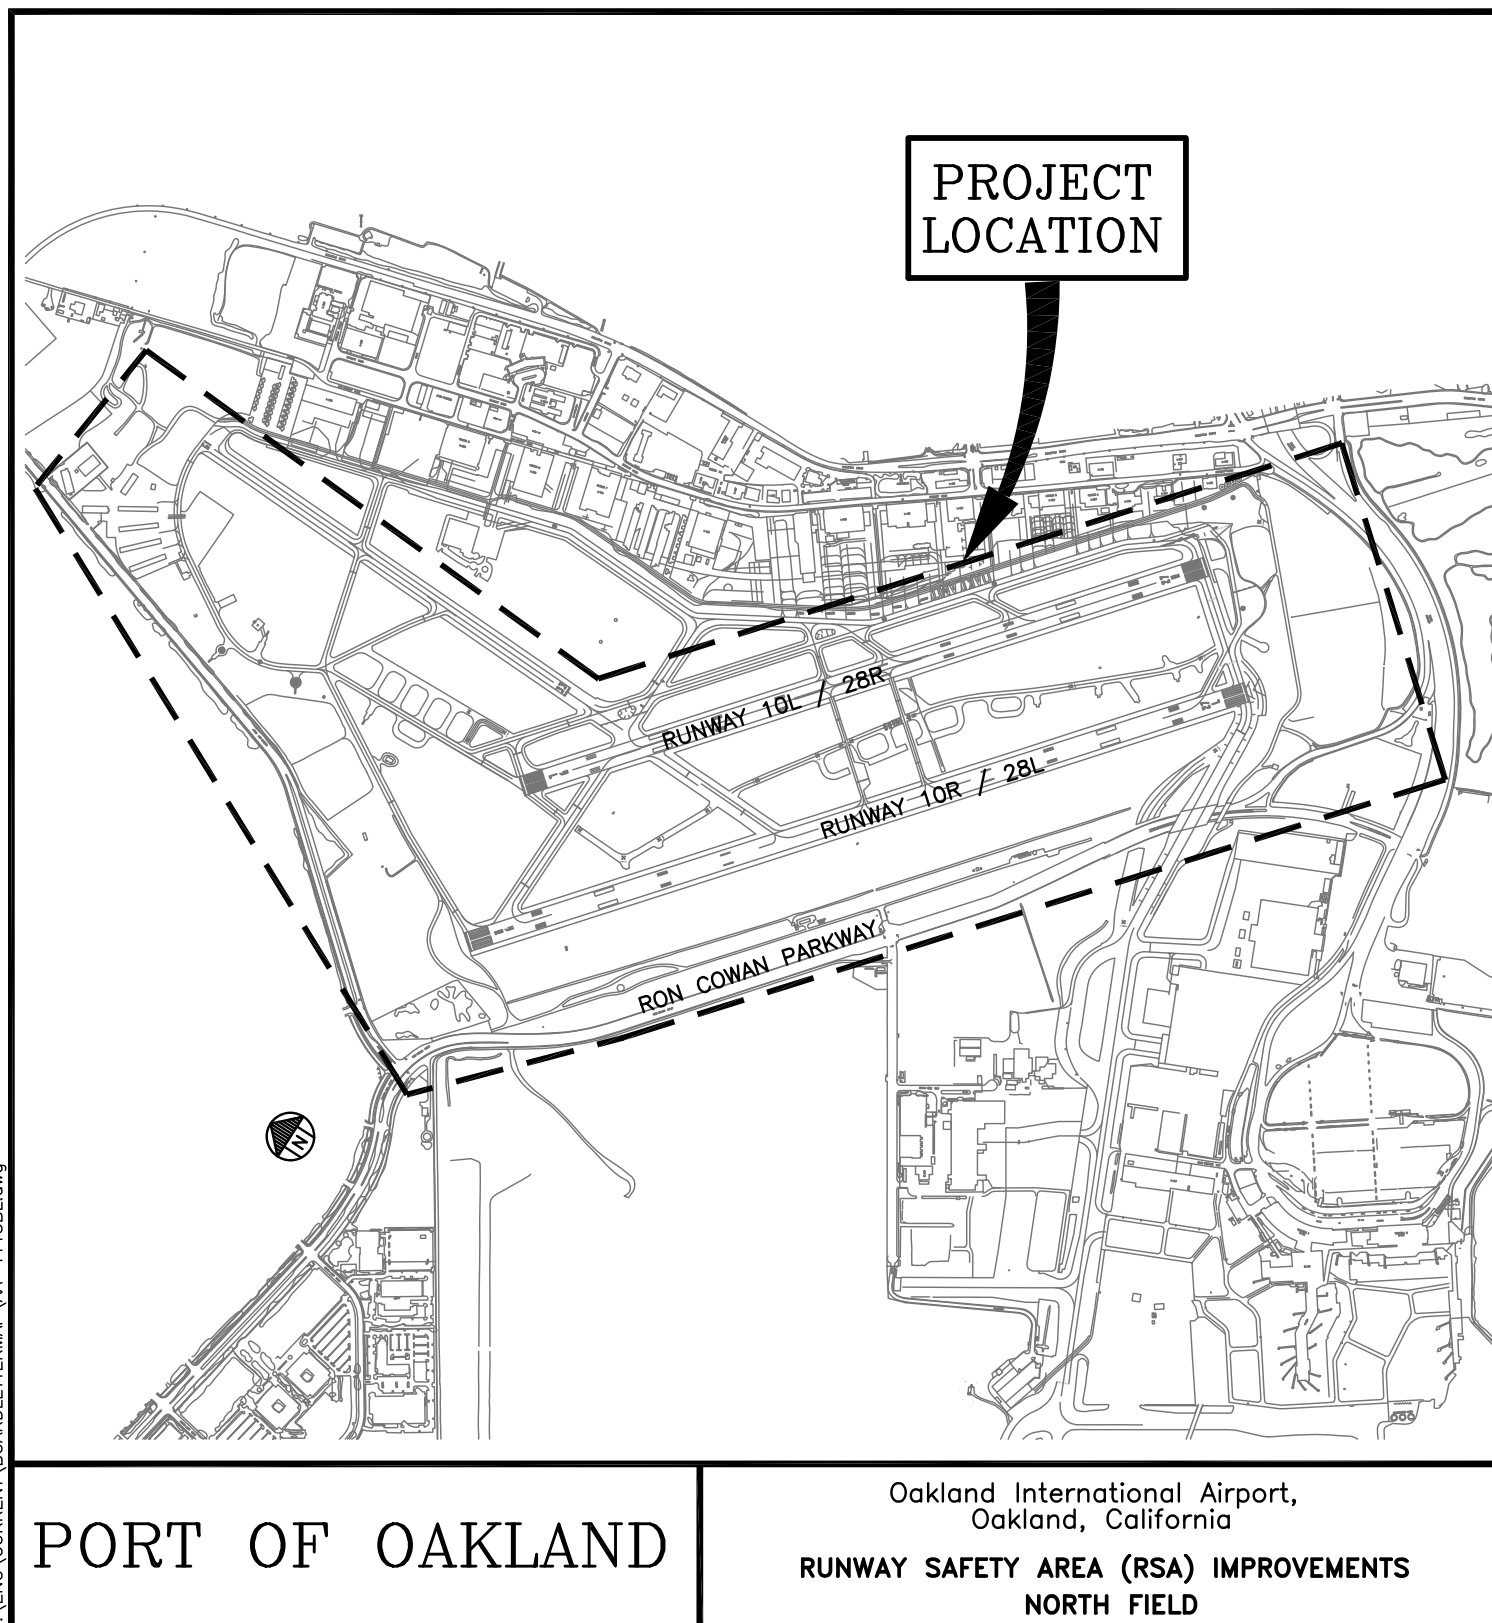 PROJECT
LOCATION
OAKLAND
RUNWAY 10L / 28R
RUNWAY 10R / 28L
RON COWAN PARKWAY
N
PORT OF OAKLAND
Oakland International Airport,
Oakland, California
RUNWAY SAFETY AREA (RSA) IMPROVEMENTS
NORTH FIELD